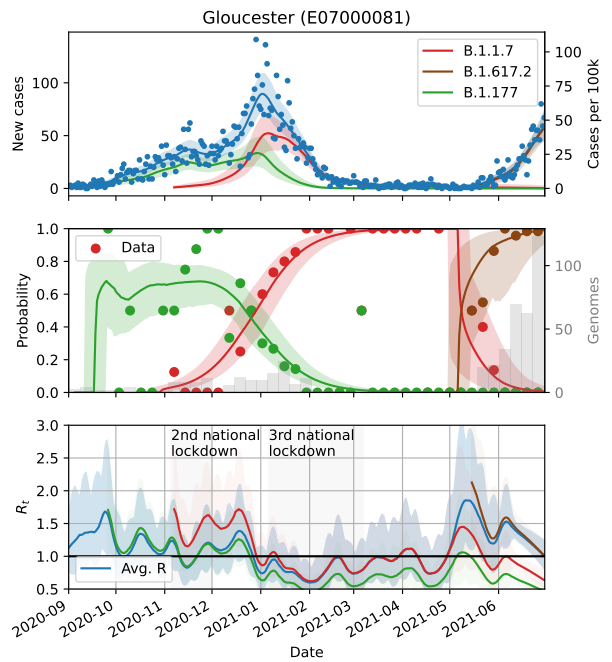 Gloucester (E07000081)
New cases
100
50
0
B.1.1.7
B.1.617.2
B.1.177
100
75
50
25
0
Cases per 100k
Probability
1.0
0.8
0.6
0.4
0.2
0.0
Data
100
50
0
Genomes
R_t
3.0
2.5
2.0
1.5
1.0
0.5
2nd national
lockdown
3rd national
lockdown
Avg. R
2020-09
2020-10
2020-11
2020-12
2021-01
2021-02
2021-03
2021-04
2021-05
2021-06
Date